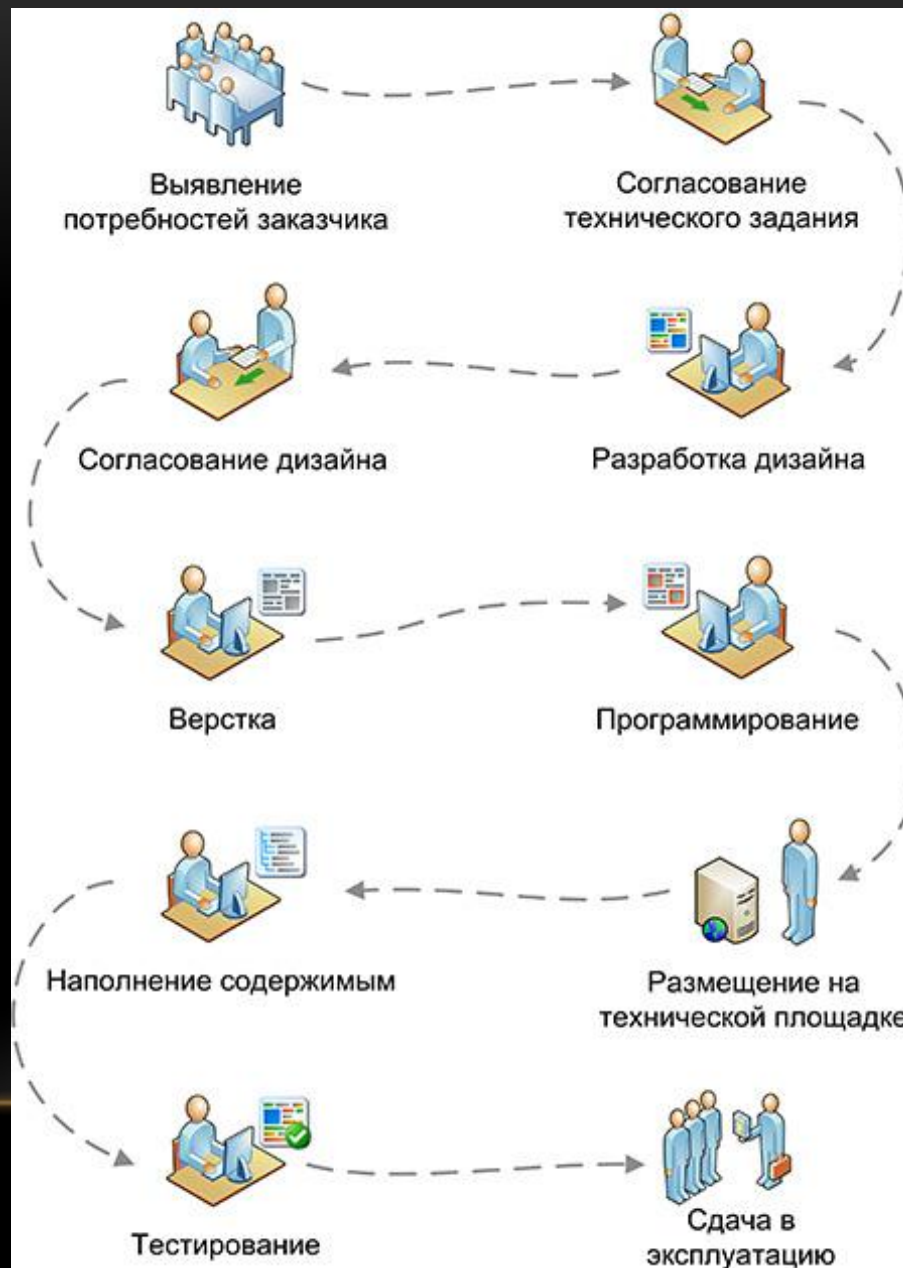 Выявление
потребностей заказчика
Согласование
технического задания
Согласование дизайна
Разработка дизайна
Верстка
Программирование
Наполнение содержимым
Размещение на
технической площадке
Тестирование
Сдача в
эксплуатацию